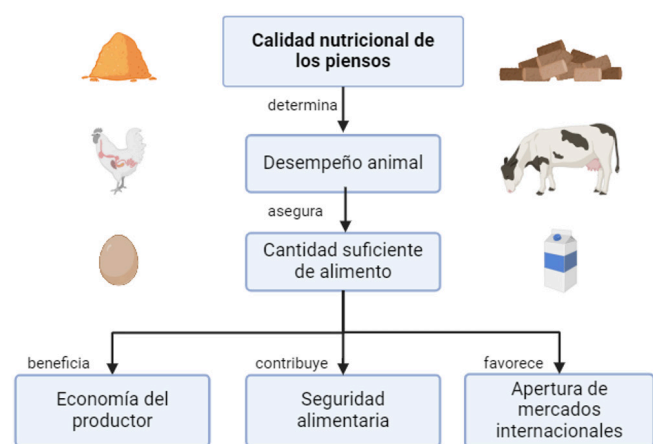 Calidad nutricional de
los piensos
determina
Desempeño animal
asegura
Cantidad suficiente
de alimento
beneficia
contribuye
favorece
Economía del
productor
Seguridad
alimentaria
Apertura de
mercados
internacionales